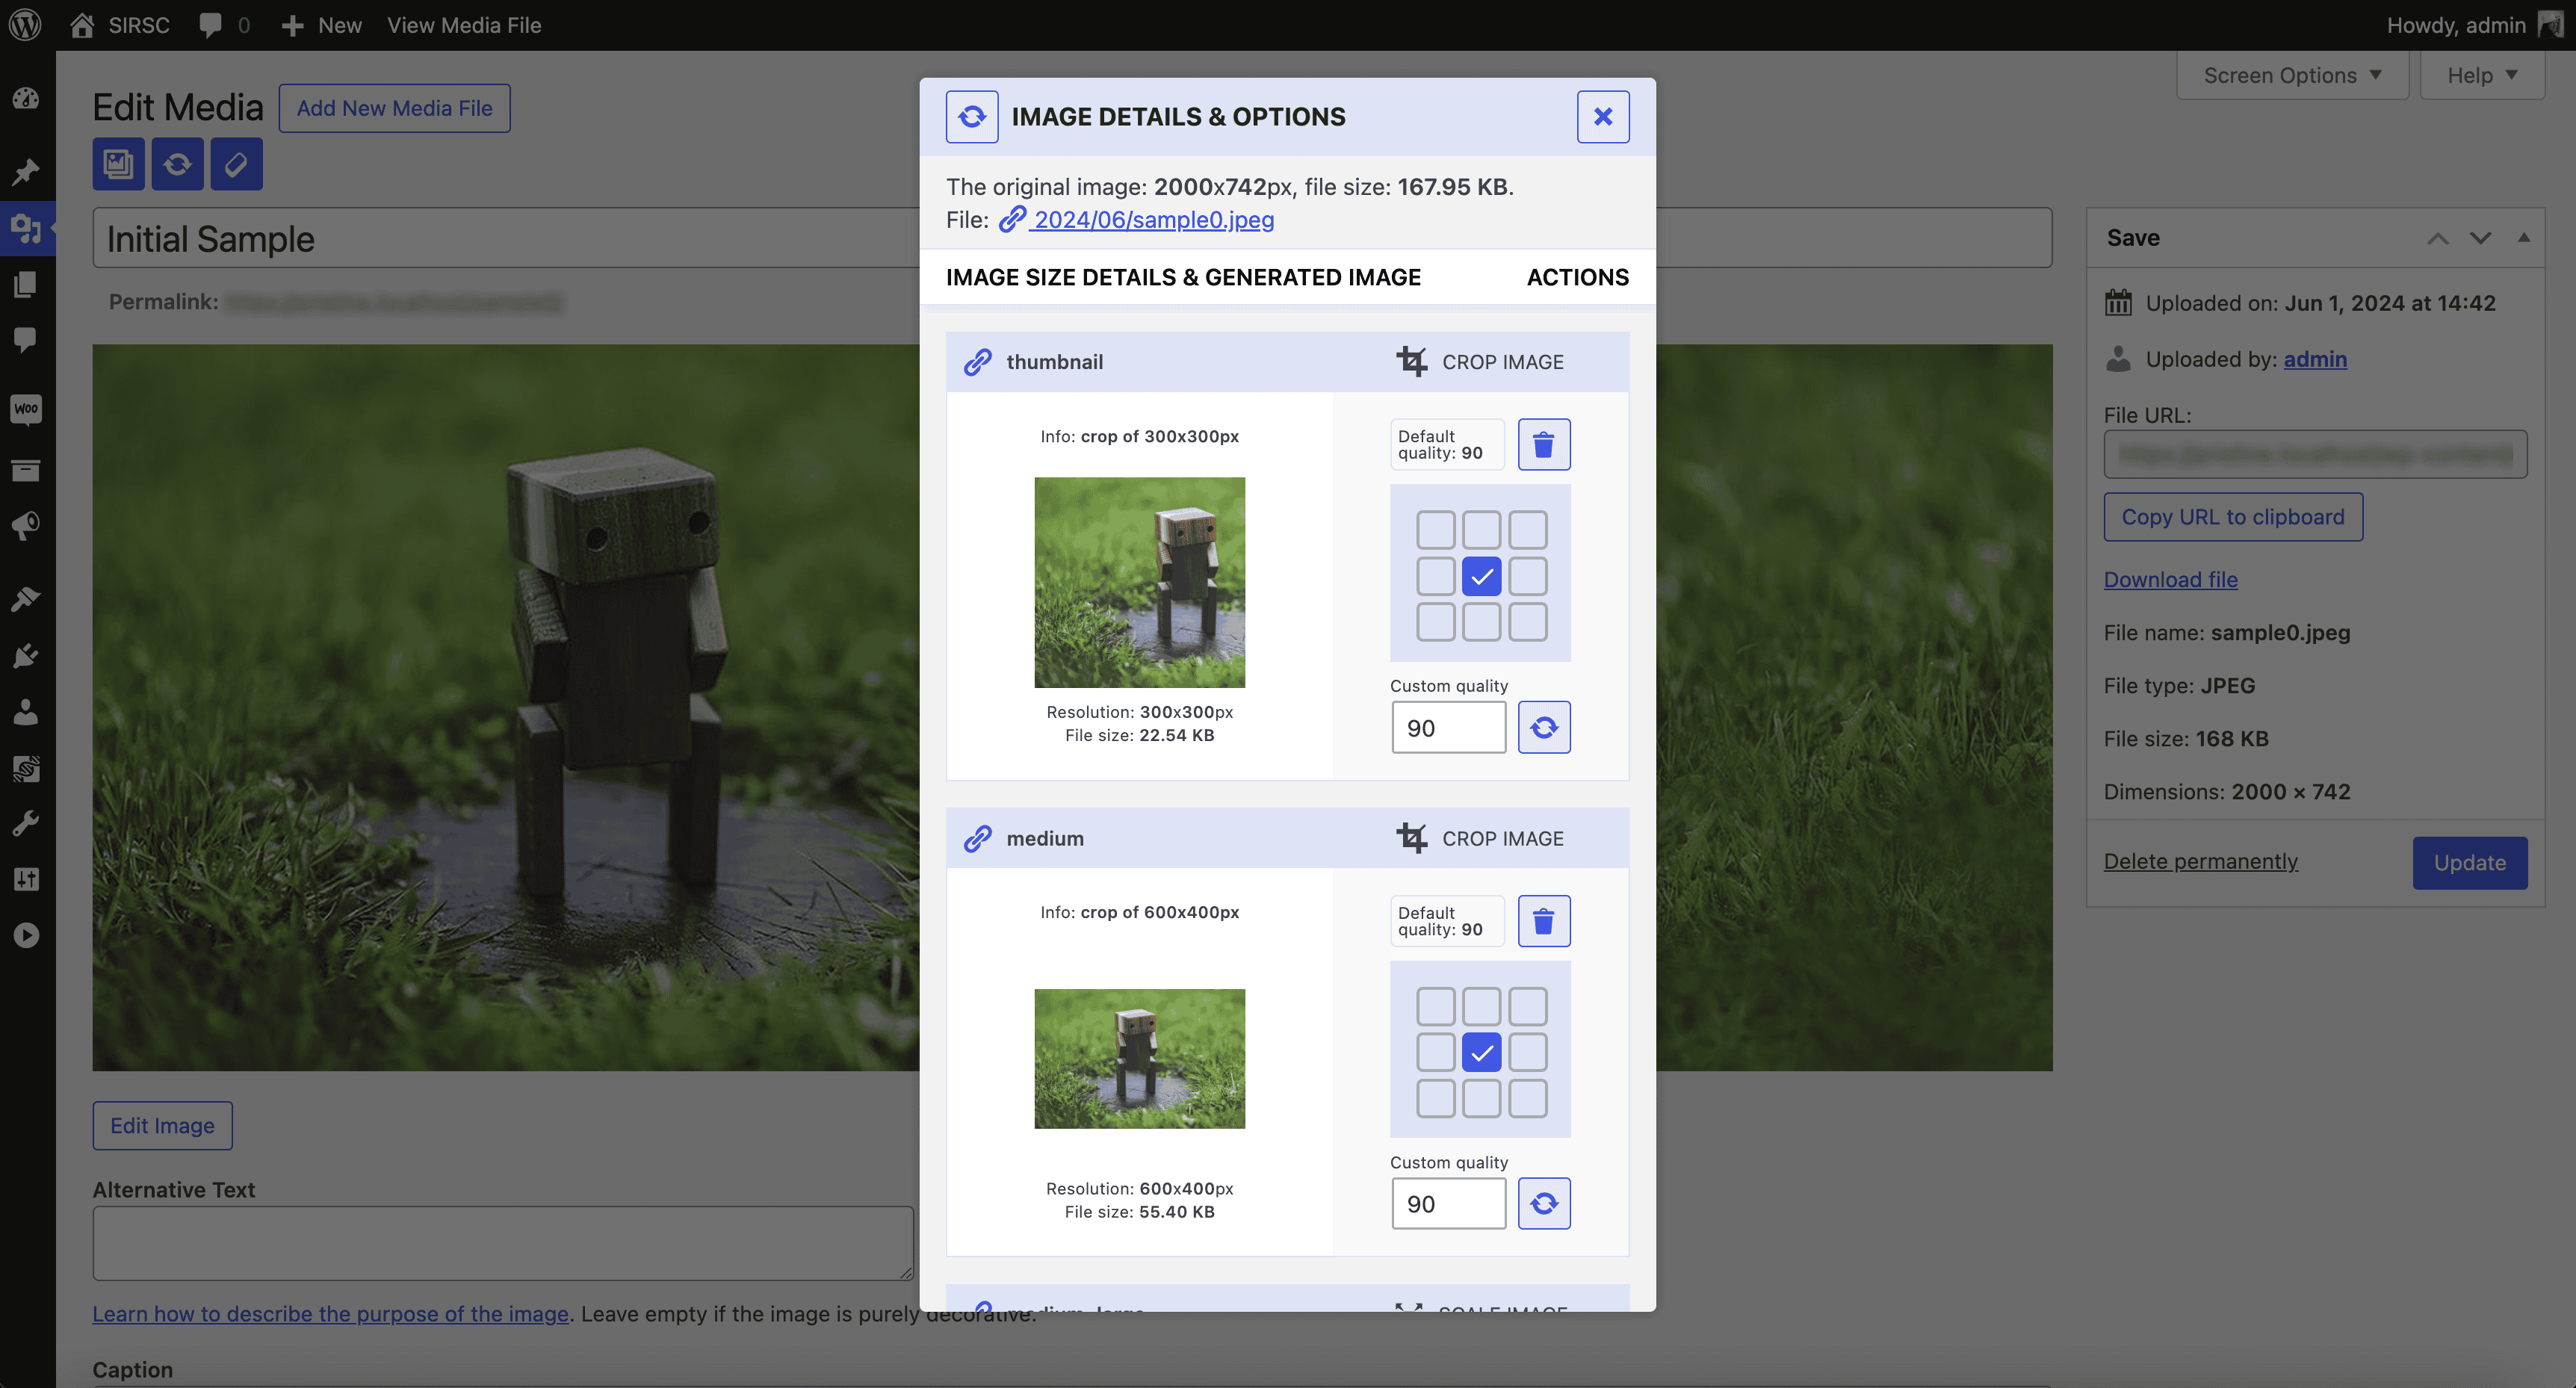 SIRSC 0 New View Media File Howdy, admin
Screen Options Help
Edit Media Add New Media File
Initial Sample
Permalink:
Edit Image
Alternative Text
Learn how to describe the purpose of the image. Leave empty if the image is purely decorative.
Caption
IMAGE DETAILS & OPTIONS
The original image: 2000x742px, file size: 167.95 KB.
File: 2024/06/sample0.jpeg
IMAGE SIZE DETAILS & GENERATED IMAGE ACTIONS
thumbnail CROP IMAGE
Info: crop of 300x300px
Resolution: 300x300px
File size: 22.54 KB
Default
quality: 90
Custom quality
90
medium CROP IMAGE
Info: crop of 600x400px
Resolution: 600x400px
File size: 55.40 KB
Default
quality: 90
Custom quality
90
medium_large SCALE IMAGE
Save
Uploaded on: Jun 1, 2024 at 14:42
Uploaded by: admin
File URL:
Copy URL to clipboard
Download file
File name: sample0.jpeg
File type: JPEG
File size: 168 KB
Dimensions: 2000 × 742
Delete permanently Update
Woo